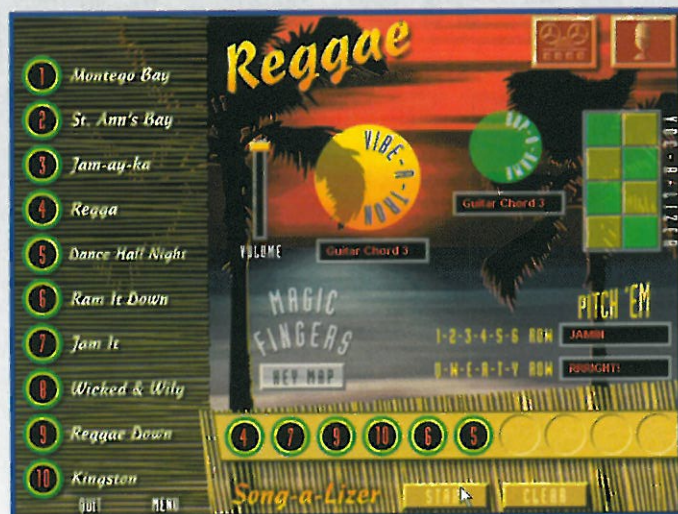 Reggae
1 Montego Bay
2 St. Ann's Bay
3 Jam-ay-ka
4 Regga
5 Dance Hall Night
6 Ram It Down
7 Jam It
8 Wicked & Wily
9 Reggae Down
10 Kingston
QUIT MENU
VOLUME
VIBE-A-TRON
Guitar Chord 3
Guitar Chord 3
VOC-A-LIZER
MAGIC
FINGERS
KEY MAP
PITCH 'EM
1-2-3-4-5-6 ROW JAMIN
Q-W-E-R-T-Y ROW RRRIGHT!
4 7 9 10 6 5
Song-a-Lizer
CLEAR